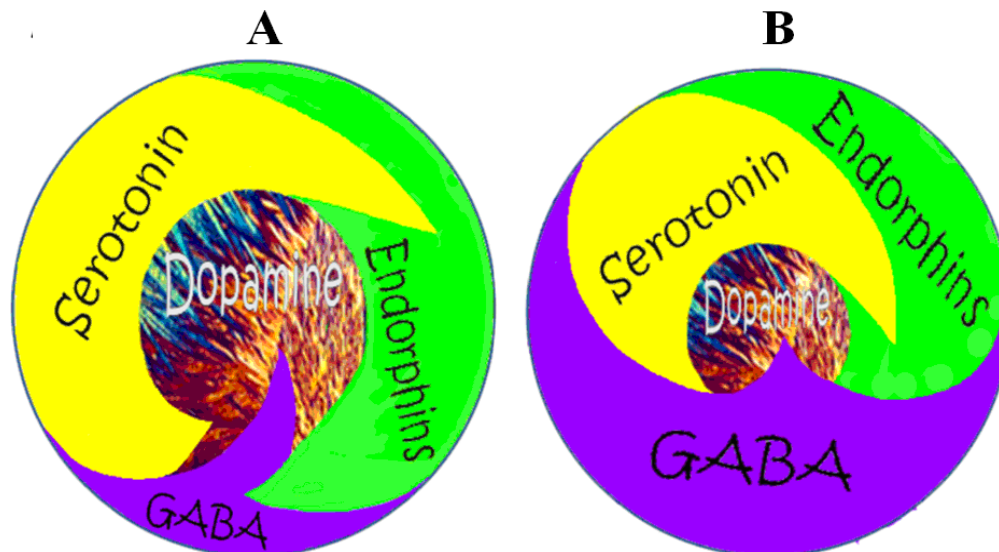 A
Serotonin
Dopamine
Endorphins
GABA
B
Serotonin
Endorphins
Dopamine
GABA